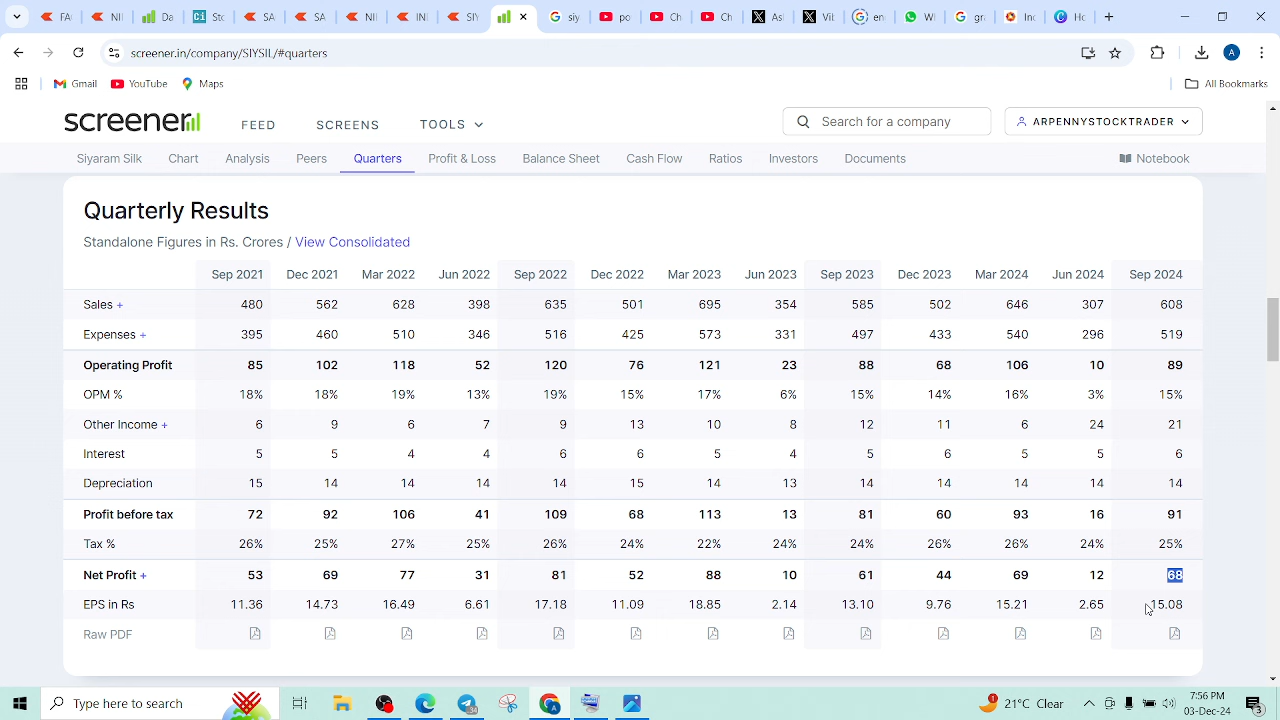 screener.in/company/SIYSIL/#quarters
Gmail YouTube Maps All Bookmarks
screener FEED SCREENS TOOLS Search for a company ARPENNYSTOCKTRADER
Siyaram Silk Chart Analysis Peers Quarters Profit & Loss Balance Sheet Cash Flow Ratios Investors Documents Notebook
Quarterly Results
Standalone Figures in Rs. Crores / View Consolidated
Sep 2021 Dec 2021 Mar 2022 Jun 2022 Sep 2022 Dec 2022 Mar 2023 Jun 2023 Sep 2023 Dec 2023 Mar 2024 Jun 2024 Sep 2024
Sales + 480 562 628 398 635 501 695 354 585 502 646 307 608
Expenses + 395 460 510 346 516 425 573 331 497 433 540 296 519
Operating Profit 85 102 118 52 120 76 121 23 88 68 106 10 89
OPM % 18% 18% 19% 13% 19% 15% 17% 6% 15% 14% 16% 3% 15%
Other Income + 6 9 6 7 9 13 10 8 12 11 6 24 21
Interest 5 5 4 4 6 6 5 4 5 6 5 5 6
Depreciation 15 14 14 14 14 15 14 13 14 14 14 14 14
Profit before tax 72 92 106 41 109 68 113 13 81 60 93 16 91
Tax % 26% 25% 27% 25% 26% 24% 22% 24% 24% 26% 26% 24% 25%
Net Profit + 53 69 77 31 81 52 88 10 61 44 69 12 68
EPS in Rs 11.36 14.73 16.49 6.61 17.18 11.09 18.85 2.14 13.10 9.76 15.21 2.65 15.08
Raw PDF
Type here to search 21°C Clear 7:56 PM
03-Dec-24 3